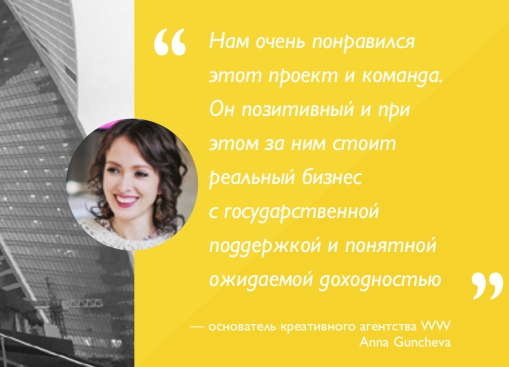 “
Нам очень понравился
этот проект и команда.
Он позитивный и при
этом за ним стоит
реальный бизнес
с государственной
поддержкой и понятной
ожидаемой доходностью
”
— основатель креативного агентства WW
Anna Guncheva